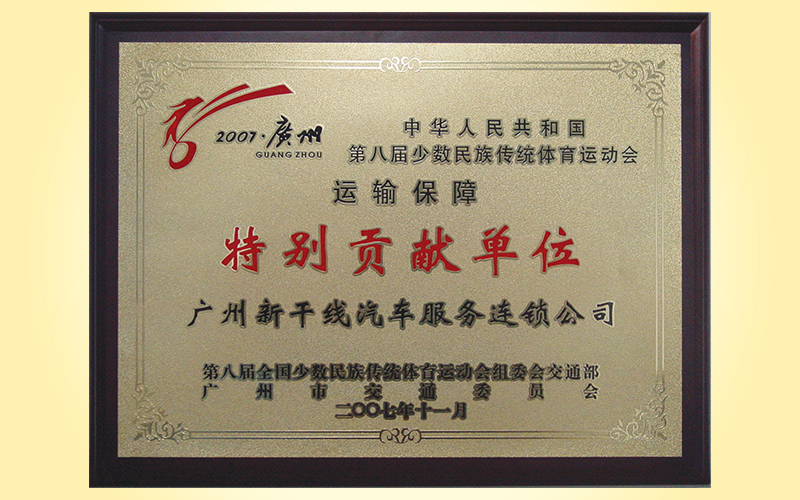 2007·廣州
GUANG ZHOU
中华人民共和国
第八届少数民族传统体育运动会
运输保障
特别贡献单位
广州新干线汽车服务连锁公司
第八届全国少数民族传统体育运动会组委会交通部
广州市交通委员会
二〇〇七年十一月